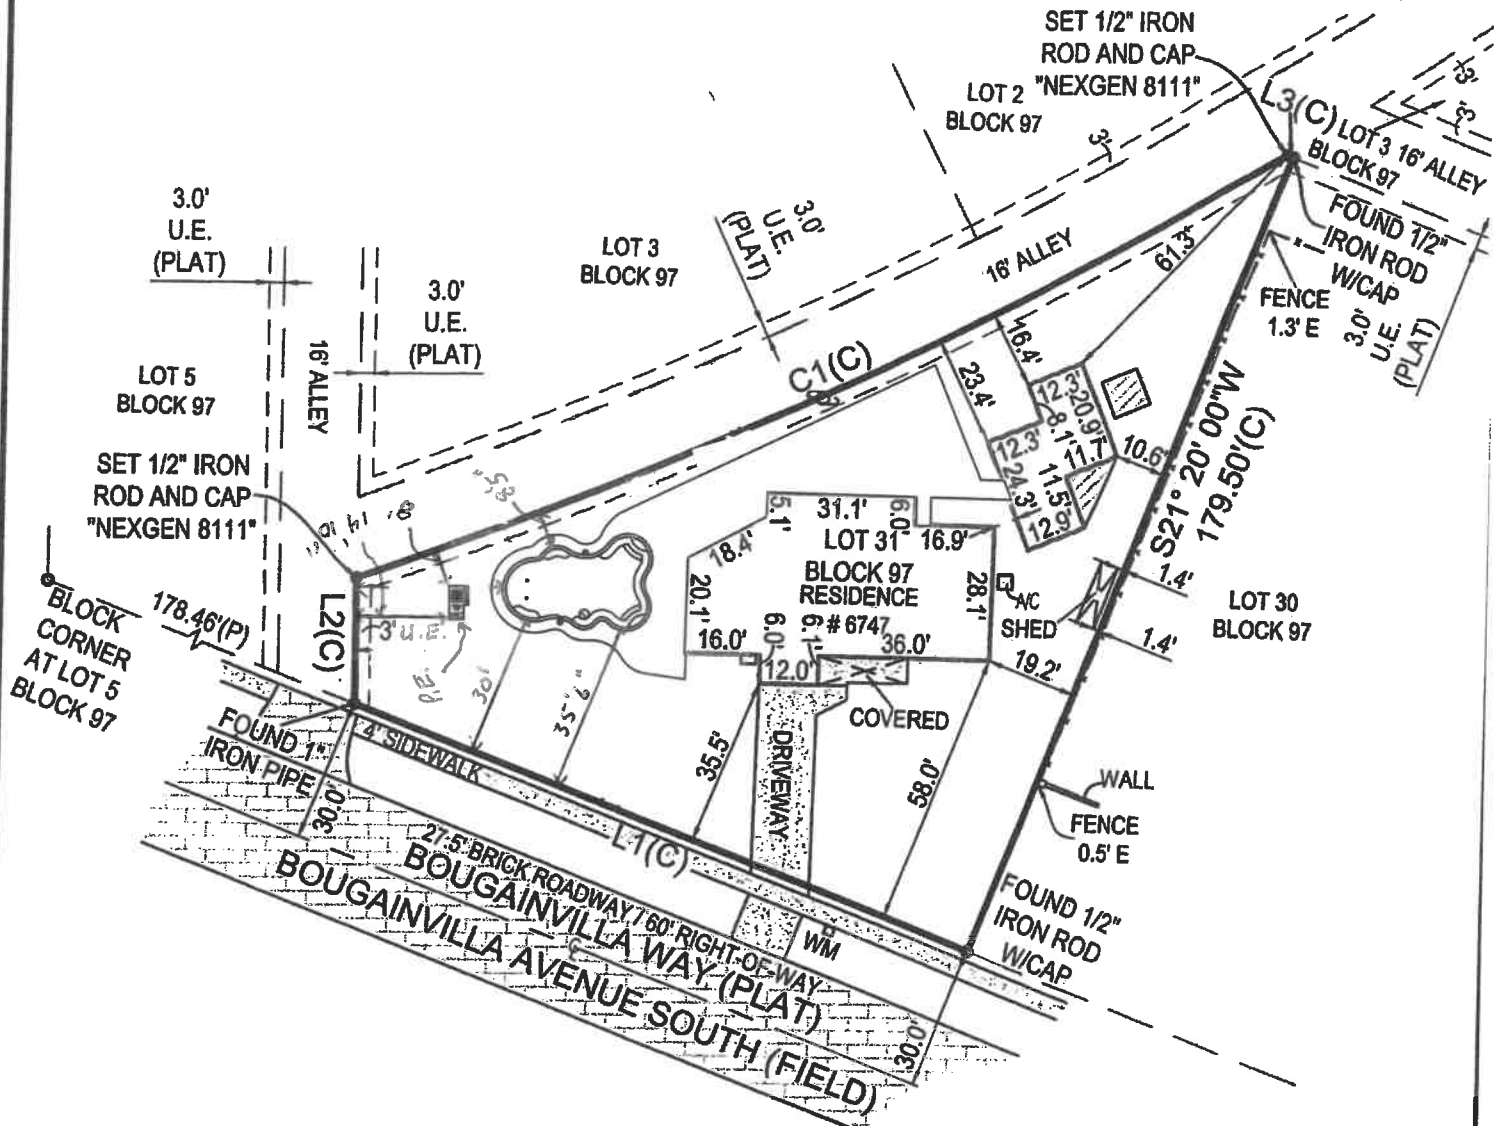 SET 1/2" IRON
ROD AND CAP
"NEXGEN 8111"
LOT 2
BLOCK 97
L3(C)
LOT 3
BLOCK 97
16' ALLEY
3'
3'
3'
3.0'
U.E.
(PLAT)
3.0'
U.E.
(PLAT)
LOT 3
BLOCK 97
3.0'
U.E.
(PLAT)
16' ALLEY
61.3'
FOUND 1/2"
IRON ROD
W/CAP
FENCE
1.3' E
3.0'
U.E.
(PLAT)
LOT 5
BLOCK 97
16' ALLEY
C1(C)
16.4'
23.4'
12.3'
20.9'
8.1'
11.7'
12.3'
24.3'
11.5'
12.9'
10.6'
S21° 20' 00"W
179.50'(C)
SET 1/2" IRON
ROD AND CAP
"NEXGEN 8111"
8'
14'
5.1'
31.1'
6.0'
18.4'
LOT 31
16.9'
BLOCK 97
RESIDENCE
# 6747
20.1'
28.1'
A/C
SHED
1.4'
1.4'
LOT 30
BLOCK 97
BLOCK
CORNER
AT LOT 5
BLOCK 97
178.46'(P)
L2(C)
3' U.E.
P.E.
30'
35'6"
16.0'
6.0'
6.1'
36.0'
12.0'
19.2'
COVERED
DRIVEWAY
35.5'
58.0'
WALL
FENCE
0.5' E
FOUND 1"
IRON PIPE
4' SIDEWALK
30.0'
L1(C)
27.5' BRICK ROADWAY / 60' RIGHT-OF-WAY
BOUGAINVILLA WAY (PLAT)
BOUGAINVILLA AVENUE SOUTH (FIELD)
WM
FOUND 1/2"
IRON ROD
W/CAP
30.0'